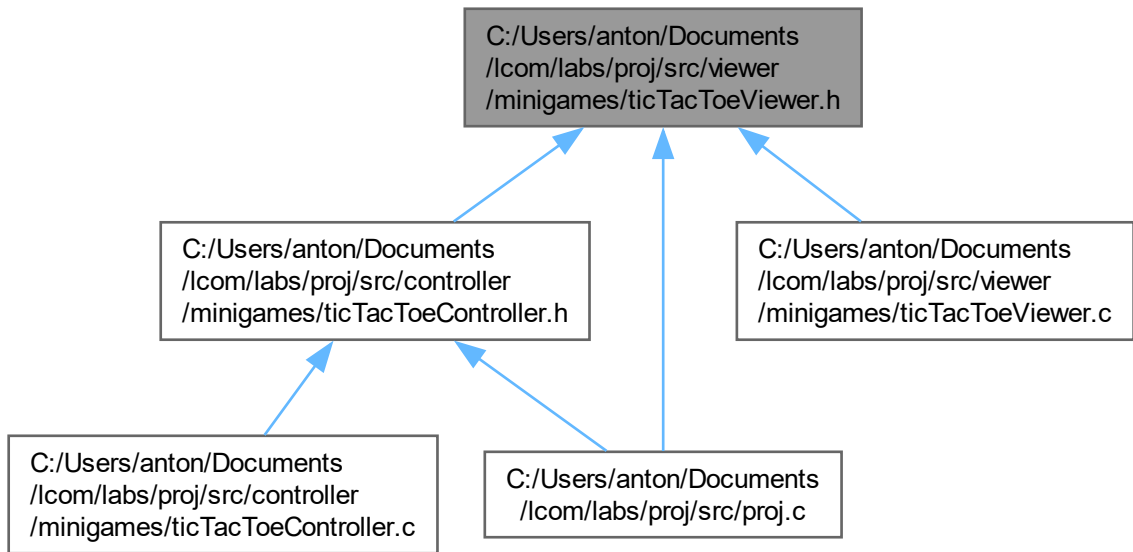 C:/Users/anton/Documents
/lcom/labs/proj/src/viewer
/minigames/ticTacToeViewer.h
C:/Users/anton/Documents
/lcom/labs/proj/src/controller
/minigames/ticTacToeController.h
C:/Users/anton/Documents
/lcom/labs/proj/src/viewer
/minigames/ticTacToeViewer.c
C:/Users/anton/Documents
/lcom/labs/proj/src/controller
/minigames/ticTacToeController.c
C:/Users/anton/Documents
/lcom/labs/proj/src/proj.c